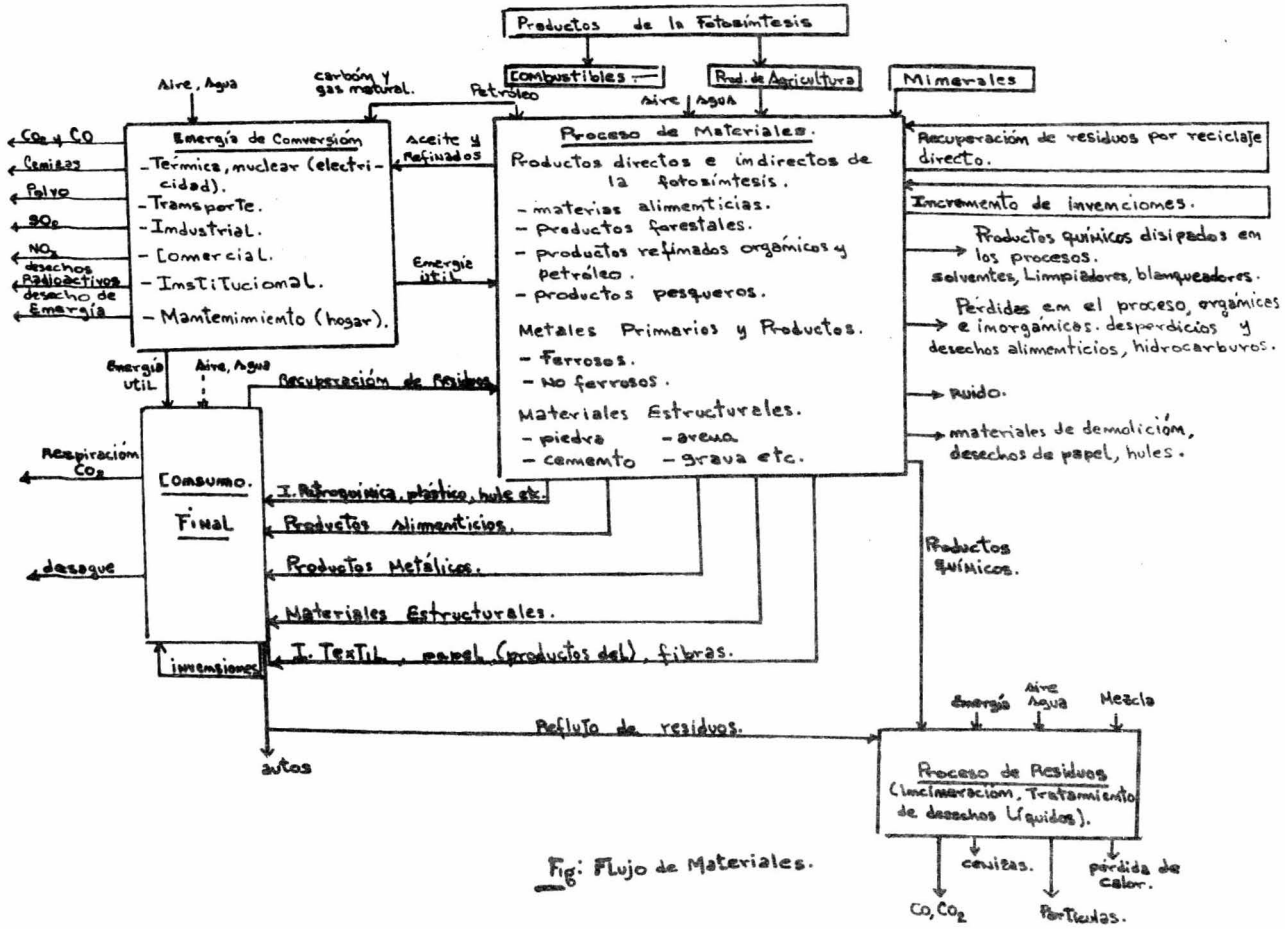 Productos de la Fotosíntesis
Combustibles.
Prod. de Agricultura
Minerales
Aire, Agua
carbón y
gas natural.
Petróleo
Aire Agua
CO₂ y CO
Cenizas
Polvo
NO₂
desechos
Radioactivos
desecho de
Energía
Energía de Conversión
-Térmica, nuclear (electri-
cidad).
-Transporte.
-Industrial.
-Comercial.
-Institucional.
-Mantenimiento (hogar).
Aceite y
Refinados
Energía
útil
Proceso de Materiales.
Productos directos e indirectos de
la fotosíntesis.
- materias alimenticias.
- productos forestales.
- productos refinados orgánicos y
petróleo.
- productos pesqueros.
Metales Primarios y Productos.
- Ferrosos.
- No ferrosos.
Materiales Estructurales.
- piedra - arena
- cemento - grava etc.
Recuperación de residuos por reciclaje
directo.
Incremento de invenciones.
Productos químicos disipados en
los procesos.
solventes, Limpiadores, blanqueadores.
Pérdidas en el proceso, orgánicas
e inorgánicas. desperdicios y
desechos alimenticios, hidrocarburos.
Ruido.
materiales de demolición,
desechos de papel, hules.
Energía
util
Aire, Agua
Recuperación de Residuos
Respiración
CO₂
Consumo.
Final
desague
I. Petroquímica, plástico, hule etc.
Productos Alimenticios.
Productos Metálicos.
Materiales Estructurales.
I. Textil, papel (productos del), fibras.
invensiones
autos
Productos
químicos.
Reflujo de residuos.
Energía
Aire
Agua
Mezcla
Proceso de Residuos
(Incineración, Tratamiento
de desechos Líquidos).
cenizas.
pérdida de
calor.
CO, CO₂
Partículas.
Fig: Flujo de Materiales.